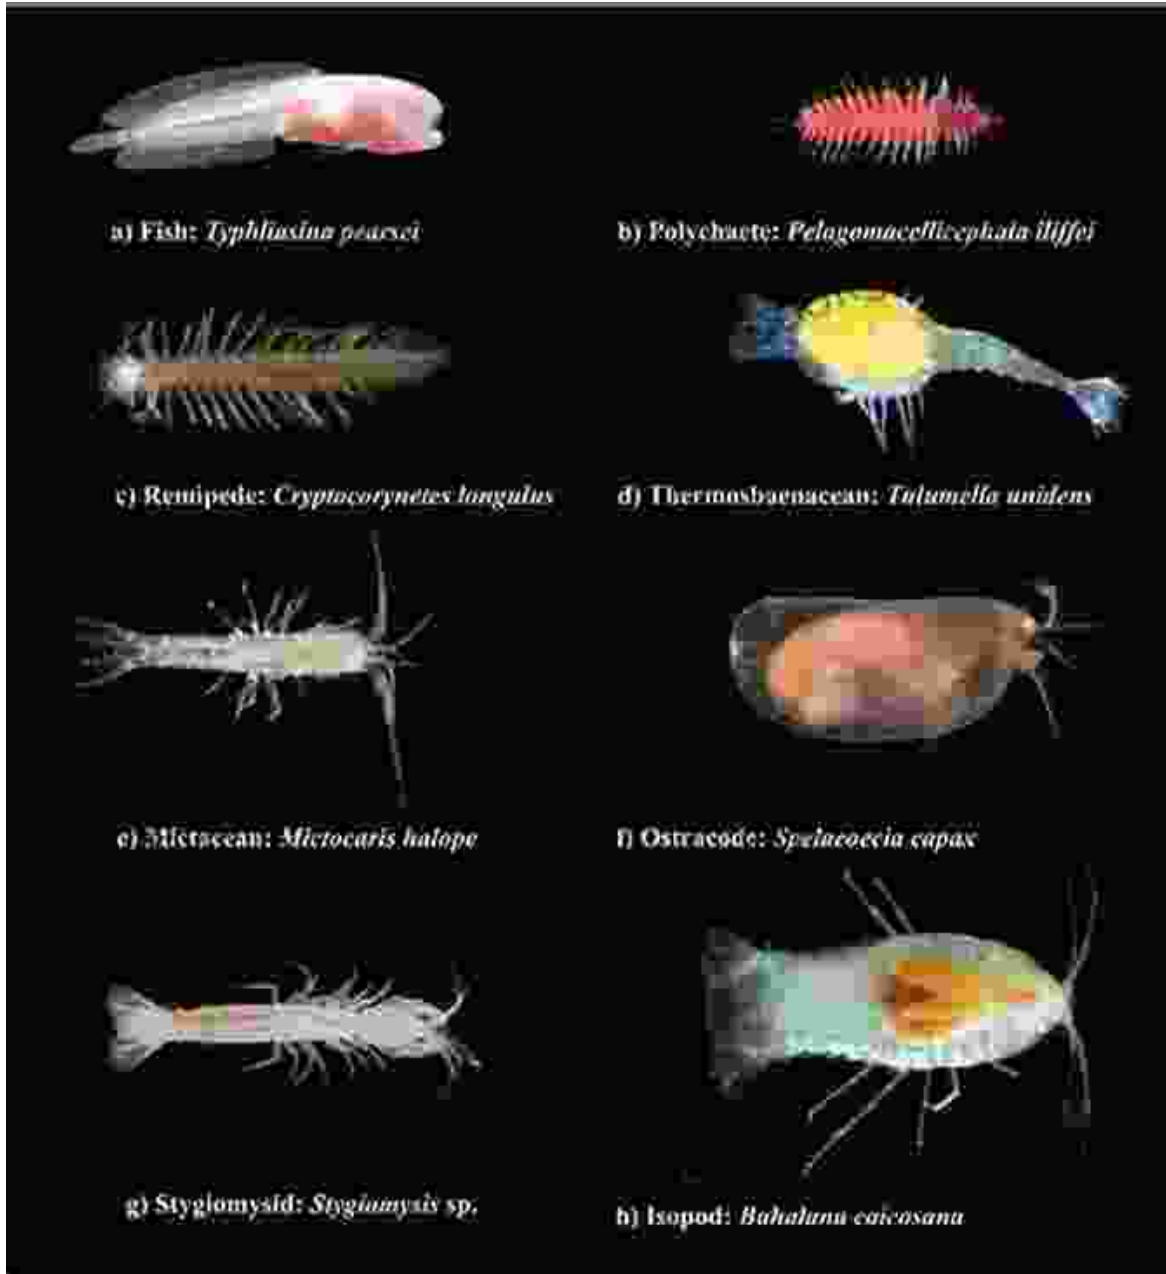 a) Fish: Typhliasina pearsei
b) Polychaete: Pelagomacellicephala iliffei
c) Remipede: Cryptocorynetes longulus
d) Thermosbaenacean: Tulumella unidens
e) Mictacean: Mictocaris halope
f) Ostracode: Spelaeoecia capax
g) Stygiomysid: Stygiomysis sp.
h) Isopod: Bahalana caicosana